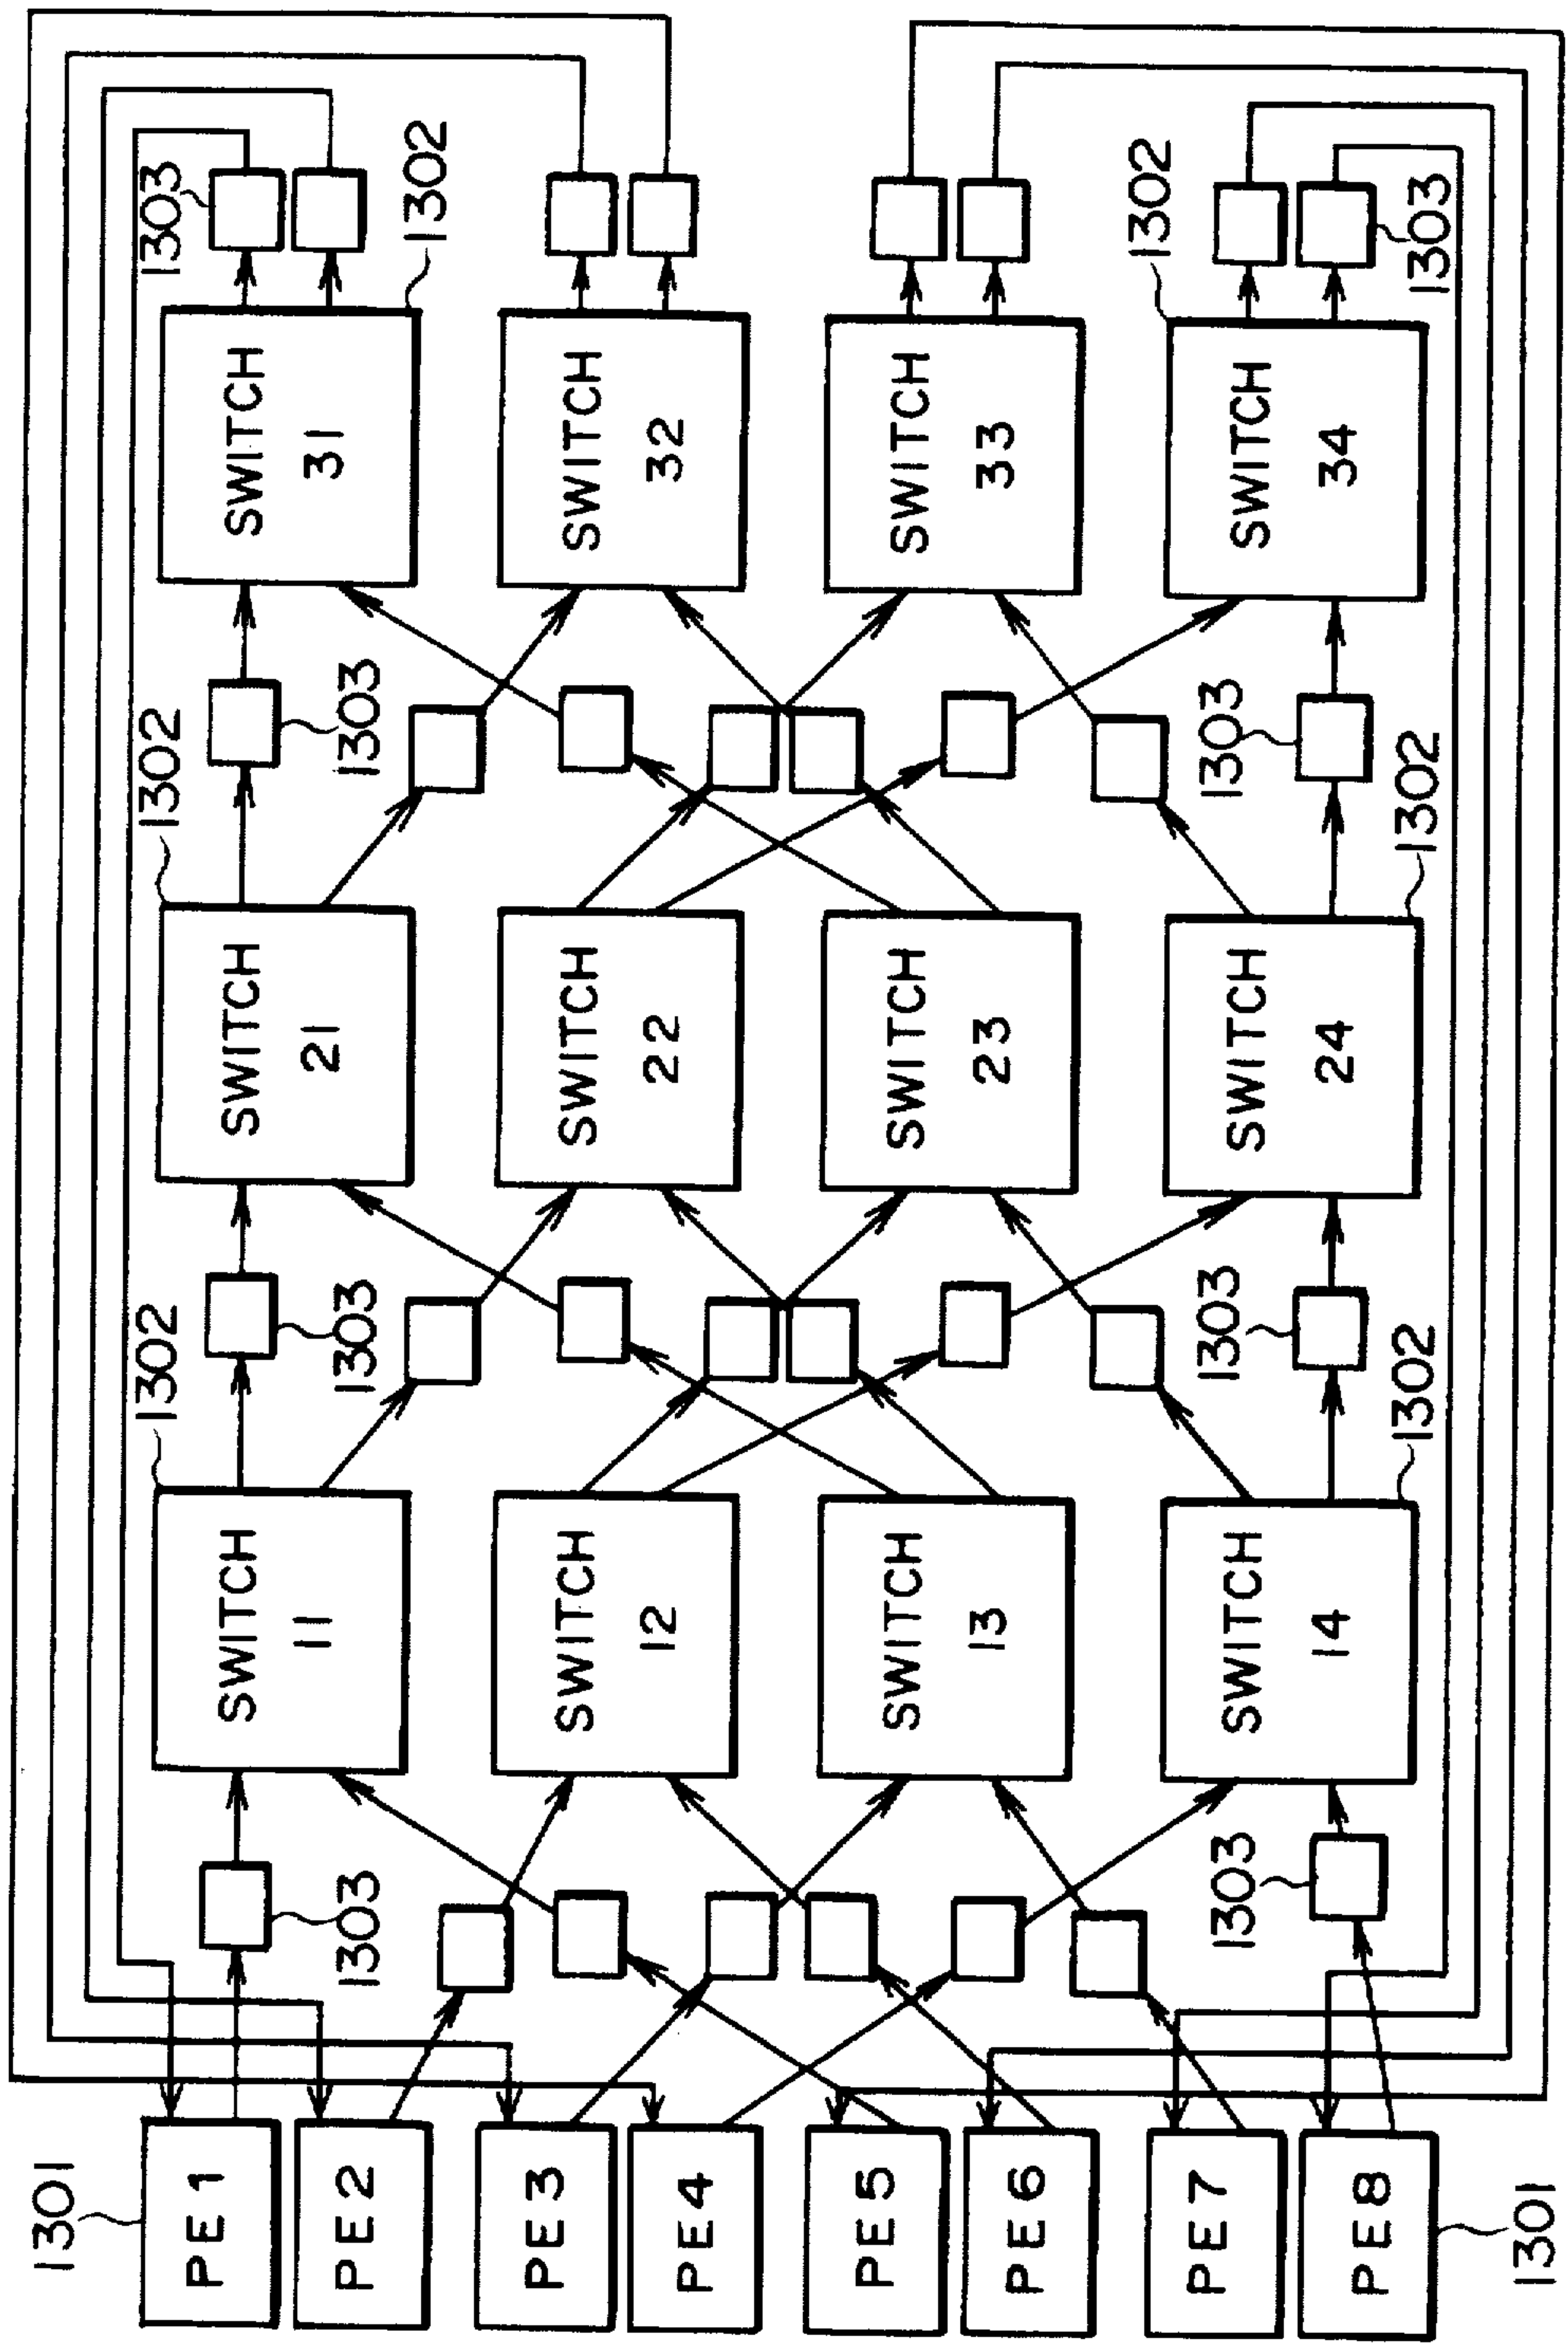 1301
PE1
PE2
PE3
PE4
PE5
PE6
PE7
PE8
1301
1303
1303
1302
SWITCH
11
SWITCH
12
SWITCH
13
SWITCH
14
1302
1303
1303
1302
SWITCH
21
SWITCH
22
SWITCH
23
SWITCH
24
1302
1303
1303
1302
SWITCH
31
SWITCH
32
SWITCH
33
SWITCH
34
1302
1303
1303